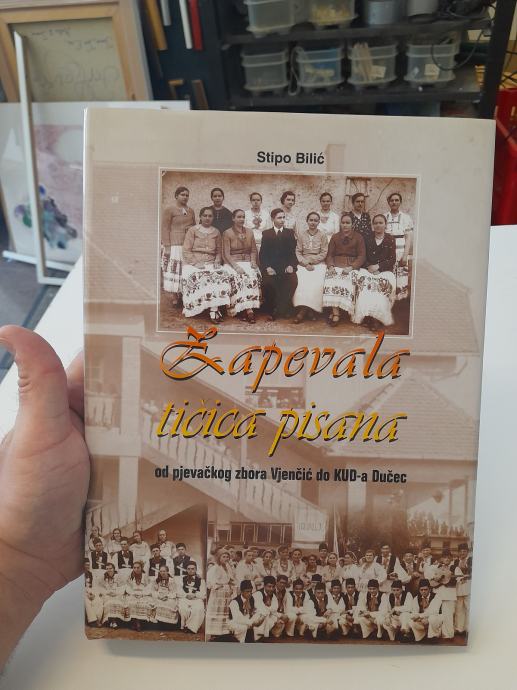 Stipo Bilić
Zapevala
tičica pisana
od pjevačkog zbora Vjenčić do KUD-a Dučec